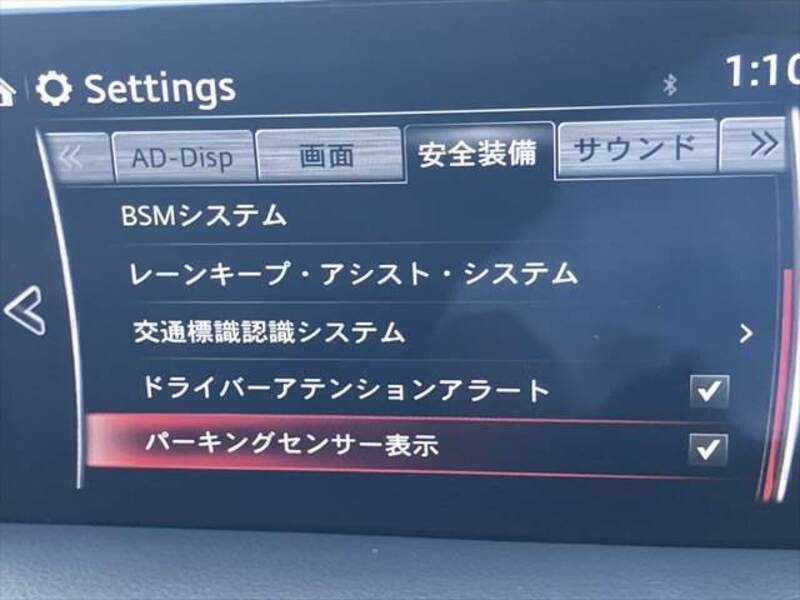 Settings
1:10
AD-Disp
画面
安全装備
サウンド
BSMシステム
レーンキープ・アシスト・システム
交通標識認識システム
ドライバーアテンションアラート
パーキングセンサー表示